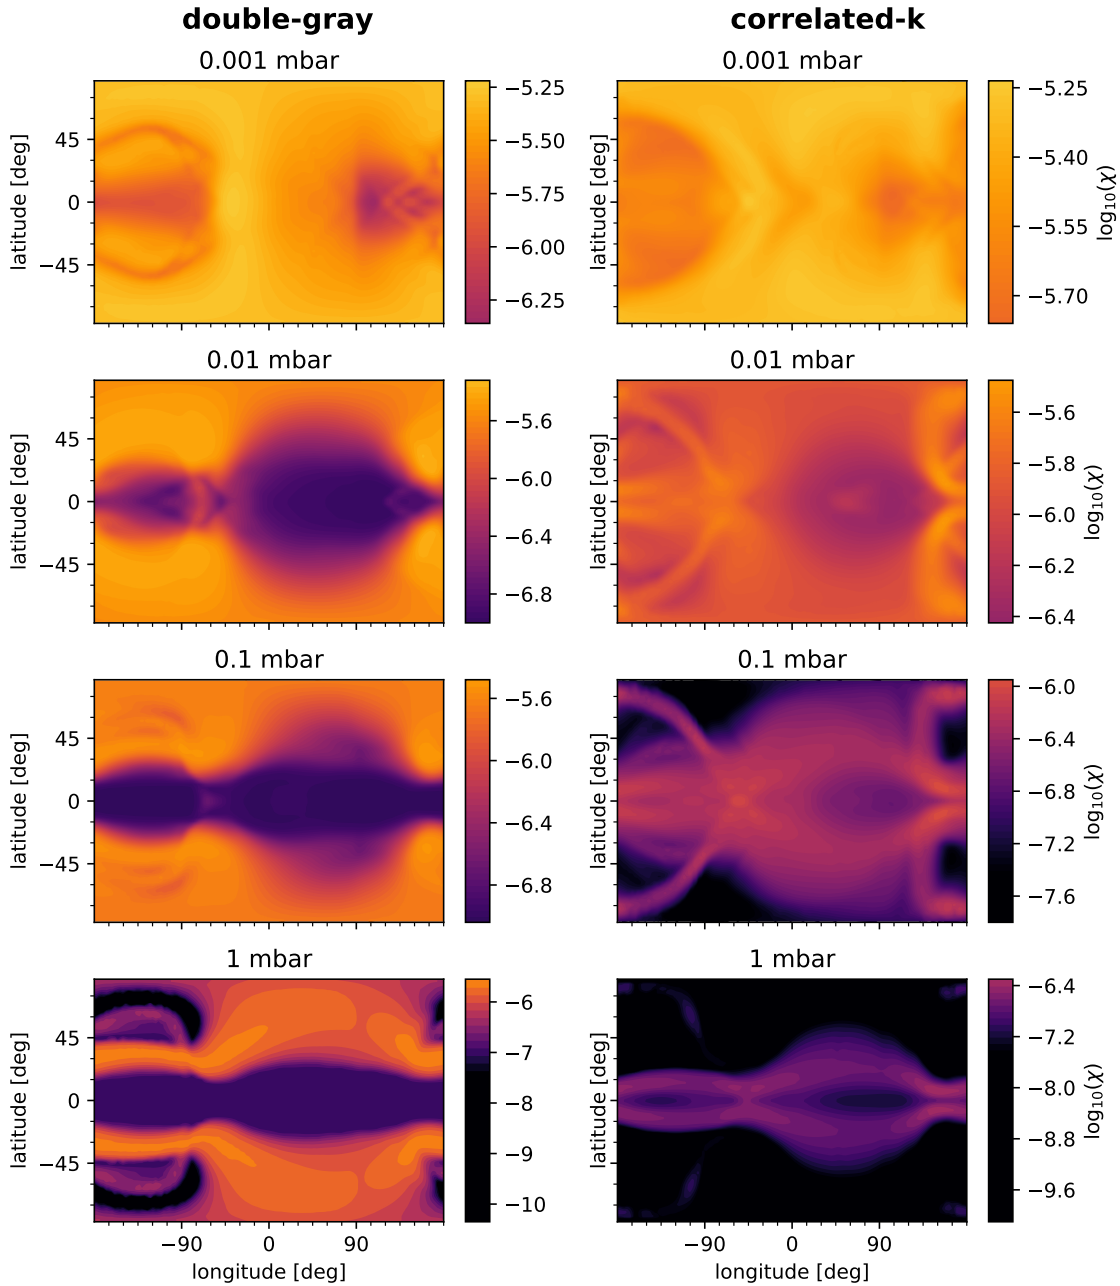 double-gray
correlated-k
0.001 mbar
0.001 mbar
latitude [deg]
45
0
−45
−5.25
−5.50
−5.75
−6.00
−6.25
latitude [deg]
−5.25
−5.40
−5.55
−5.70
log₁₀(χ)
0.01 mbar
0.01 mbar
latitude [deg]
45
0
−45
−5.6
−6.0
−6.4
−6.8
latitude [deg]
−5.6
−5.8
−6.0
−6.2
−6.4
log₁₀(χ)
0.1 mbar
0.1 mbar
latitude [deg]
45
0
−45
−5.6
−6.0
−6.4
−6.8
latitude [deg]
−6.0
−6.4
−6.8
−7.2
−7.6
log₁₀(χ)
1 mbar
1 mbar
latitude [deg]
45
0
−45
−6
−7
−8
−9
−10
latitude [deg]
−6.4
−7.2
−8.0
−8.8
−9.6
log₁₀(χ)
−90
0
90
longitude [deg]
−90
0
90
longitude [deg]